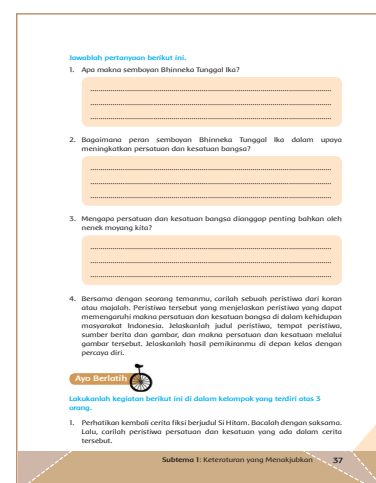 Jawablah pertanyaan berikut ini.
1. Apa makna semboyan Bhinneka Tunggal Ika?
2. Bagaimana peran semboyan Bhinneka Tunggal Ika dalam upaya
meningkatkan persatuan dan kesatuan bangsa?
3. Mengapa persatuan dan kesatuan bangsa dianggap penting bahkan oleh
nenek moyang kita?
4. Bersama dengan seorang temanmu, carilah sebuah peristiwa dari koran
atau majalah. Peristiwa tersebut yang menjelaskan peristiwa yang dapat
memengaruhi makna persatuan dan kesatuan bangsa di dalam kehidupan
masyarakat Indonesia. Jelaskanlah judul peristiwa, tempat peristiwa,
sumber berita dan gambar, dan makna persatuan dan kesatuan melalui
gambar tersebut. Jelaskanlah hasil pemikiranmu di depan kelas dengan
percaya diri.
Ayo Berlatih
Lakukanlah kegiatan berikut ini di dalam kelompok yang terdiri atas 3
orang.
1. Perhatikan kembali cerita fiksi berjudul Si Hitam. Bacalah dengan saksama.
Lalu, carilah peristiwa persatuan dan kesatuan yang ada dalam cerita
tersebut.
Subtema 1: Keteraturan yang Menakjubkan 37